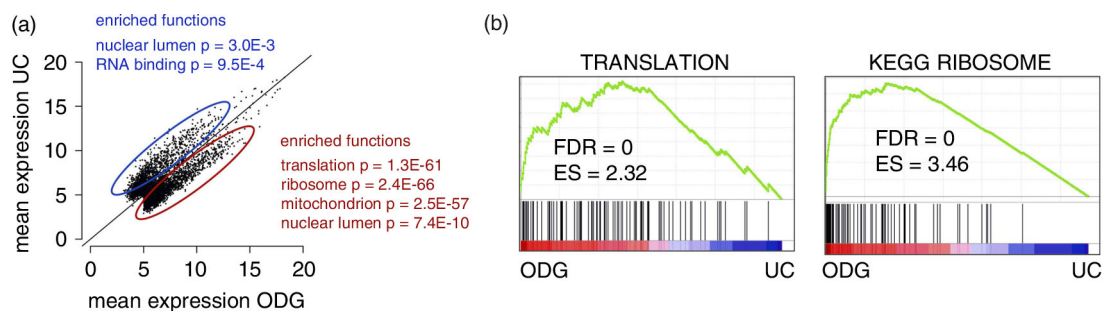 (a)
enriched functions
nuclear lumen p = 3.0E-3
RNA binding p = 9.5E-4
mean expression UC
20
15
10
5
0
enriched functions
translation p = 1.3E-61
ribosome p = 2.4E-66
mitochondrion p = 2.5E-57
nuclear lumen p = 7.4E-10
0 5 10 15 20
mean expression ODG
(b)
TRANSLATION
FDR = 0
ES = 2.32
ODG UC
KEGG RIBOSOME
FDR = 0
ES = 3.46
ODG UC